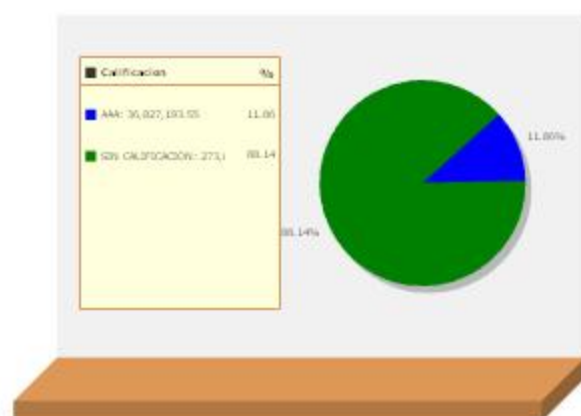 Calificacion %
AAA: 36,827,193.55 11.86
SIN CALIFICACION: 273, 88.14
11.86%
88.14%